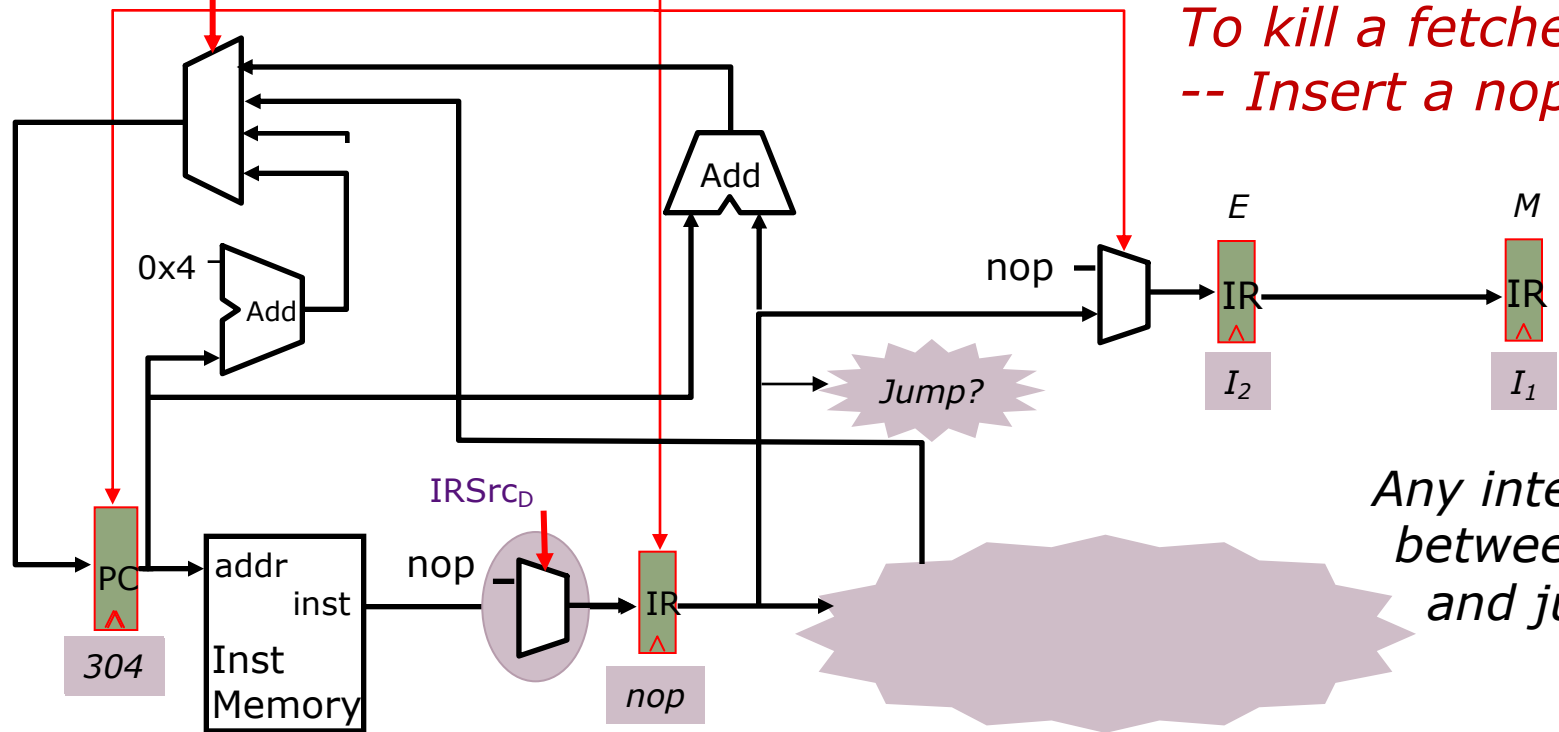 To kill a fetche
-- Insert a nop
Add
E
M
0x4
Add
nop
IR
IR
Jump?
I2
I1
IRSrcD
Any inte
betwee
and ju
PC
addr
inst
Inst
Memory
nop
IR
304
nop